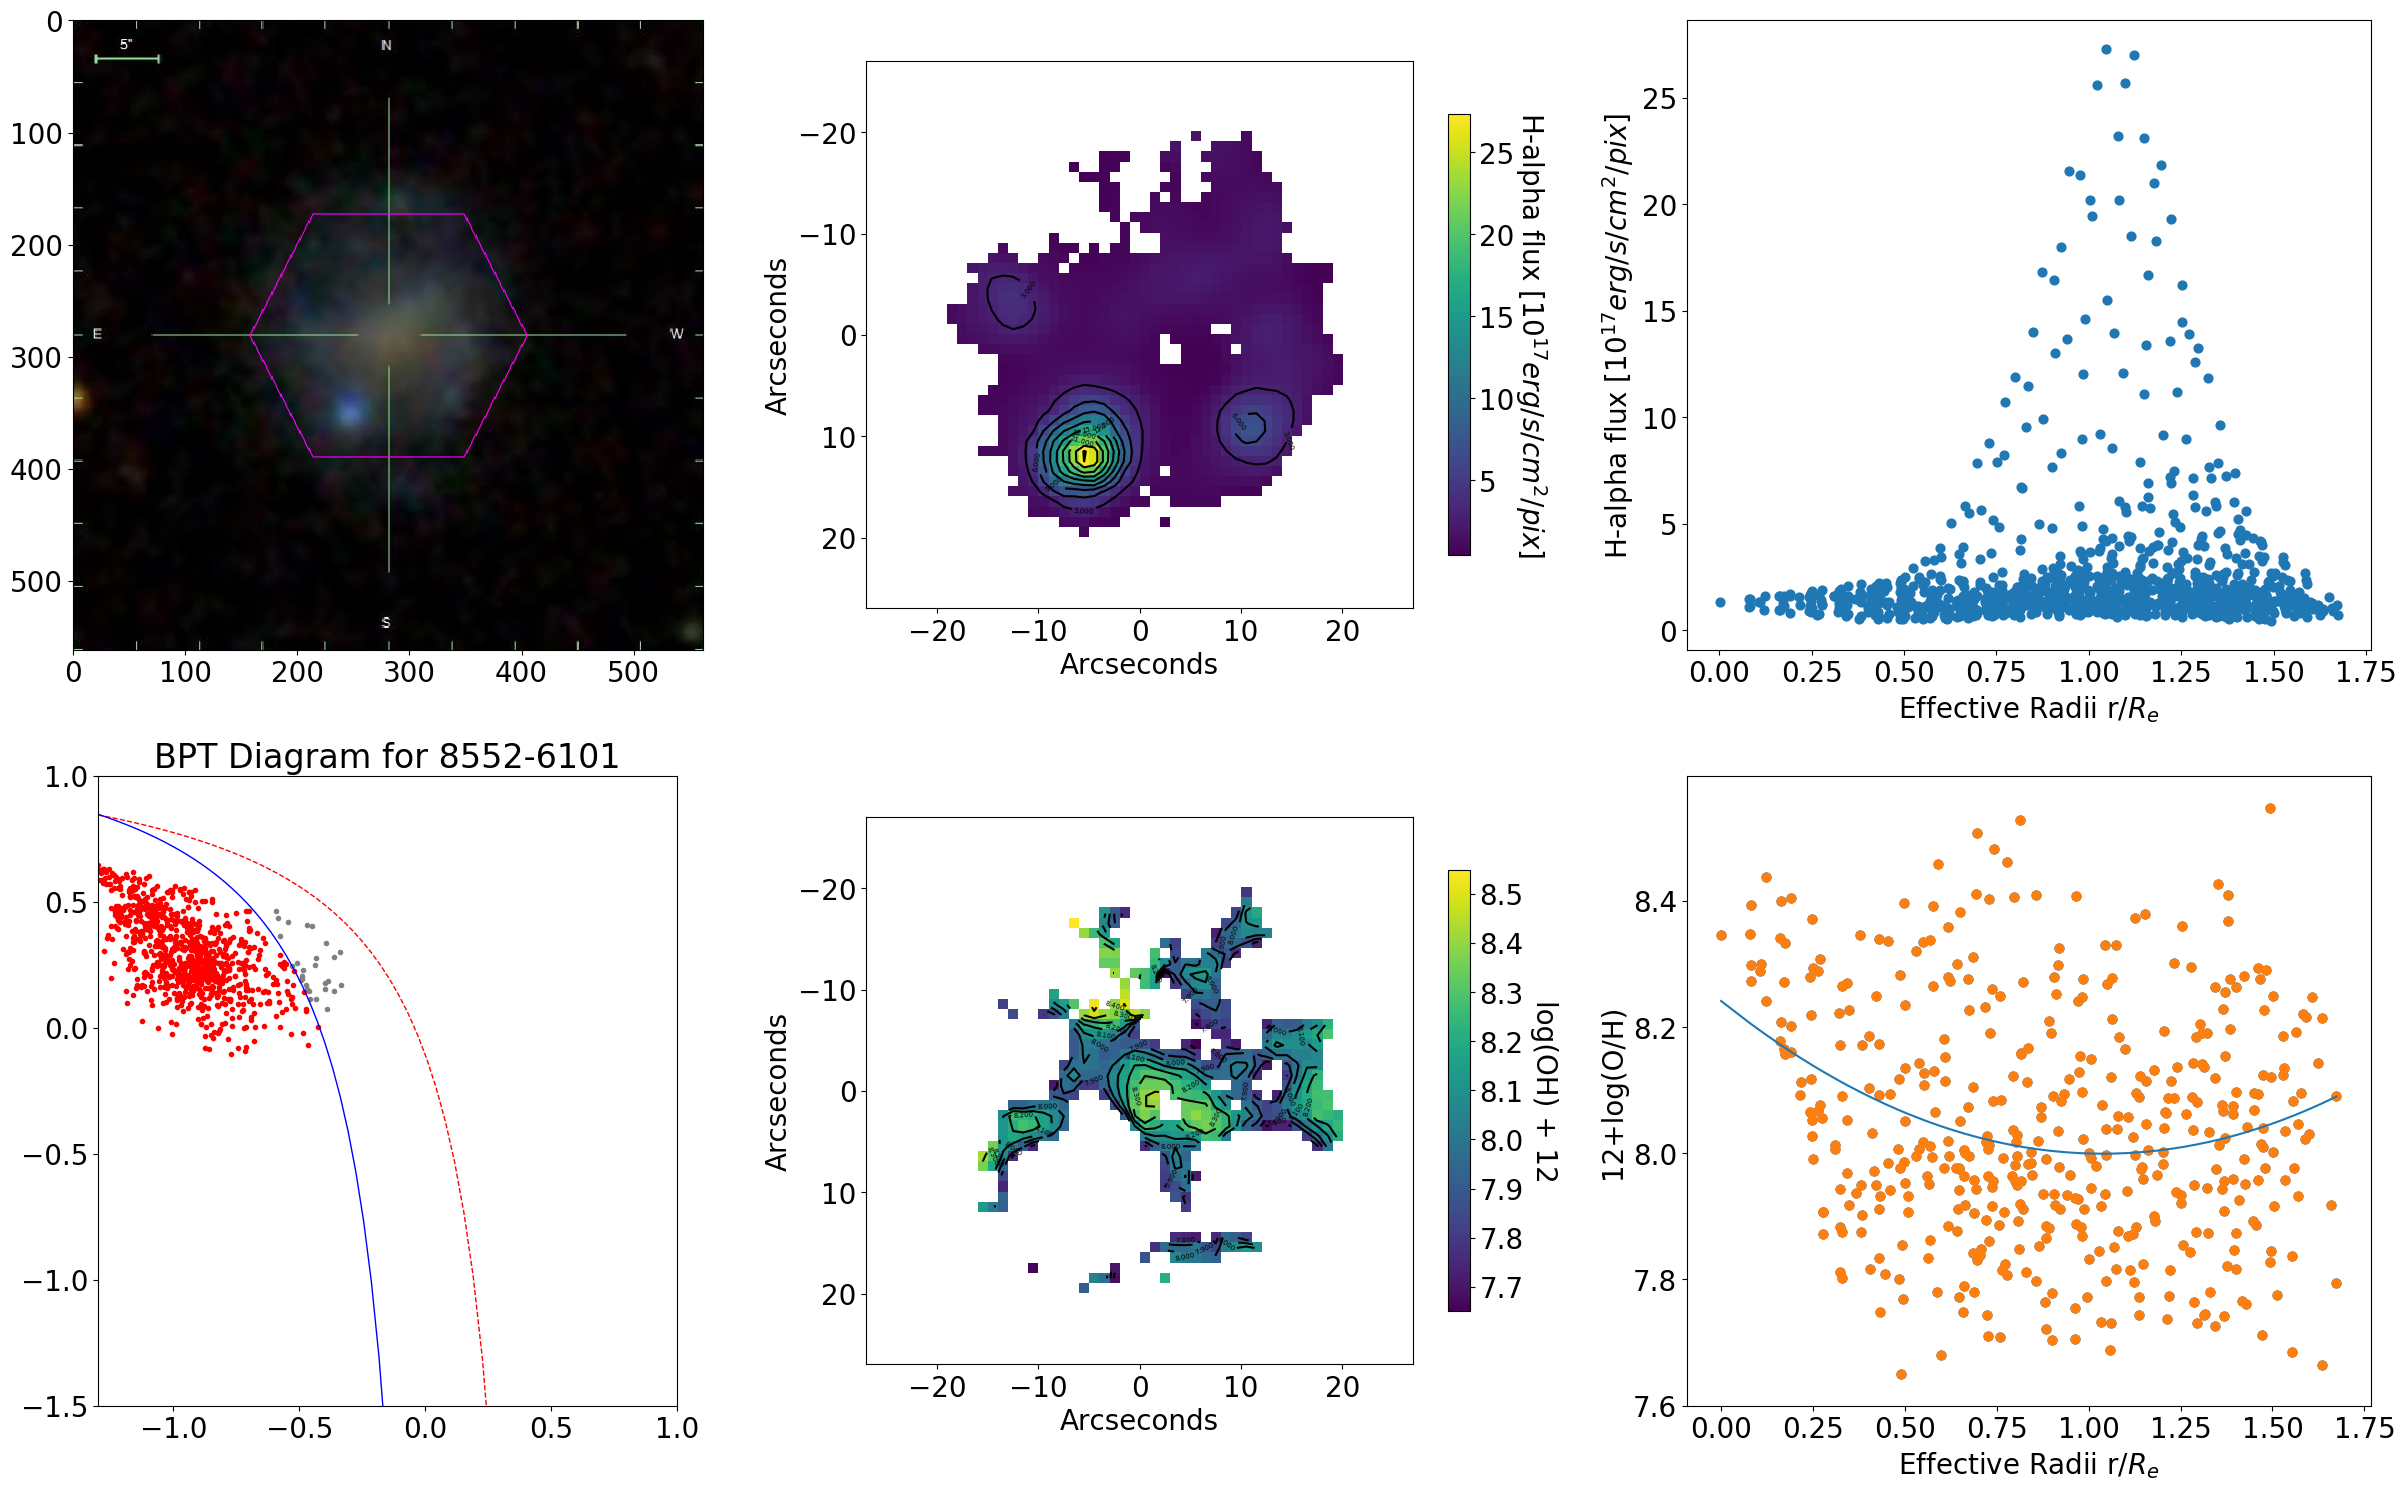 0
100
200
300
400
500
5"
N
E
W
S
0 100 200 300 400 500
−20
−10
0
10
20
Arcseconds
−20 −10 0 10 20
Arcseconds
25
20
15
10
5
H-alpha flux [10^17 erg/s/cm^2/pix]
25
20
15
10
5
0
H-alpha flux [10^17 erg/s/cm^2/pix]
0.00 0.25 0.50 0.75 1.00 1.25 1.50 1.75
Effective Radii r/R_e
BPT Diagram for 8552-6101
1.0
0.5
0.0
−0.5
−1.0
−1.5
−1.0 −0.5 0.0 0.5 1.0
−20
−10
0
10
20
Arcseconds
−20 −10 0 10 20
Arcseconds
8.5
8.4
8.3
8.2
8.1
8.0
7.9
7.8
7.7
log(OH) + 12
8.4
8.2
8.0
7.8
7.6
12+log(O/H)
0.00 0.25 0.50 0.75 1.00 1.25 1.50 1.75
Effective Radii r/R_e